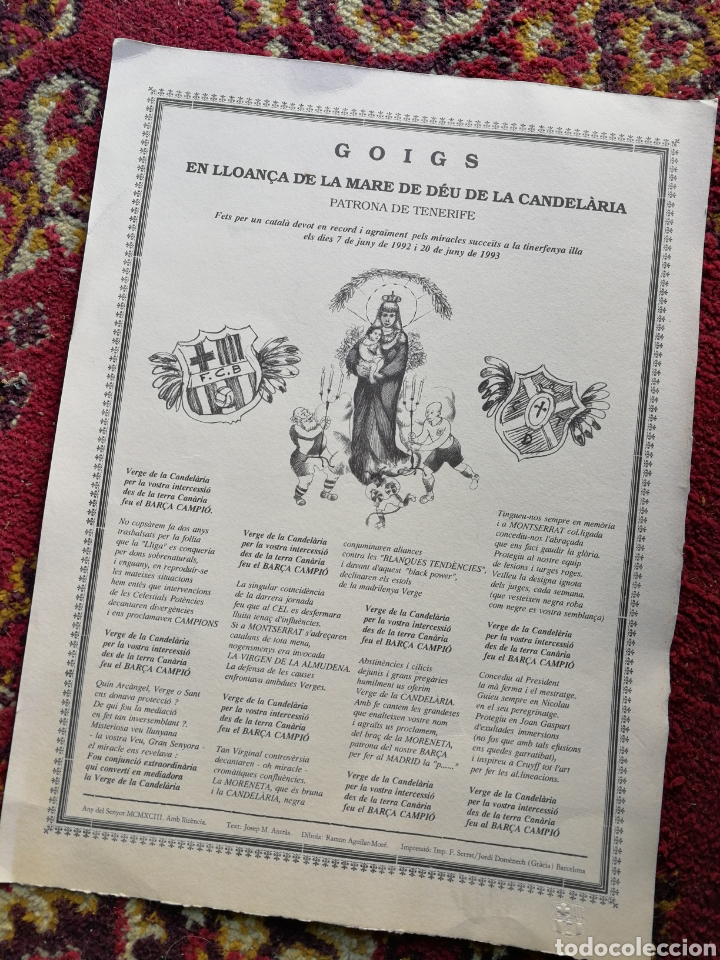 GOIGS
EN LLOANÇA DE LA MARE DE DÉU DE LA CANDELÀRIA
PATRONA DE TENERIFE
Fets per un català devot en record i agraiment pels miracles succeits a la tinerfenya illa
els dies 7 de juny de 1992 i 20 de juny de 1993
F.C.B
Verge de la Candelària
per la vostra intercessió
des de la terra Canària
feu el BARÇA CAMPIÓ.
No copsàrem fa dos anys
trasbalsats per la follia
que la "Lliga" es conqueria
per dons sobrenaturals,
i enguany, en reproduir-se
les mateixes situacions
hem entès que intervencions
de les Celestials Potències
decantaren divergències
i ens proclamaven CAMPIONS
Verge de la Candelària
per la vostra intercessió
des de la terra Canària
feu el BARÇA CAMPIÓ
Quin Arcàngel, Verge o Sant
ens donava protecció ?
De qui fou la mediació
en fet tan inversemblant ?.
Misteriosa veu llunyana
- la vostra Veu, Gran Senyora -
el miracle ens revelava :
Fou conjunció extraordinària
qui convertí en mediadora
la Verge de la Candelària
Verge de la Candelària
per la vostra intercessió
des de la terra Canària
feu el BARÇA CAMPIÓ
La singular coincidència
de la darrera jornada
feu que al CEL es desfermara
lluita tenaç d'influències.
Si a MONTSERRAT s'adreçaren
catalans de tota mena,
nogensmenys era invocada
LA VIRGEN DE LA ALMUDENA.
La defensa de les causes
enfrontava ambdues Verges.
Verge de la Candelària
per la vostra intercessió
des de la terra Canària
feu el BARÇA CAMPIÓ
Tan Virginal controvèrsia
decantaren - oh miracle -
cromàtiques confluències.
La MORENETA, que és bruna
i la CANDELÀRIA, negra
conjuminaren aliances
contra les "BLANQUES TENDÈNCIES",
i davant d'aquest "black power",
declinaren els estols
de la madrilenya Verge
Verge de la Candelària
per la vostra intercessió
des de la terra Canària
feu el BARÇA CAMPIÓ
Abstinències i cilicis
dejunis i grans pregàries
humilment us oferim
Verge de la CANDELÀRIA.
Amb fe cantem les grandeses
que enalteixen vostre nom
i agraïts us proclamem,
del braç de la MORENETA,
patrona del nostre BARÇA
per fer al MADRID la "p....."
Verge de la Candelària
per la vostra intercessió
des de la terra Canària
feu el BARÇA CAMPIÓ
Tingueu-nos sempre en memòria
i a MONTSERRAT col.ligada
concediu-nos l'abraçada
que ens faci gaudir la glòria.
Protegiu al nostre equip
de lesions i targes roges.
Vetlleu la designa ignota
dels jutges, cada setmana.
(que vesteixen negra roba
com negre es vostra semblança)
Verge de la Candelària
per la vostra intercessió
des de la terra Canària
feu el BARÇA CAMPIÓ
Concediu al President
la mà ferma i el mestratge.
Guieu sempre en Nicolau
en el seu peregrinatge.
Protegiu en Joan Gaspart
d'exaltades immersions
(no fos que amb tals efusions
ens quedes garratibat),
i inspireu a Cruyff tot l'art
per fer les al.lineacions.
Verge de la Candelària
per la vostra intercessió
des de la terra Canària
feu el BARÇA CAMPIÓ
Any del Senyor MCMXCIII. Amb llicència. Text: Josep M. Antràs. Dibuix: Ramon Aguilar-Moré. Impressió: Imp. F. Serrat/Jordi Domènech (Gràcia) Barcelona
todocoleccion